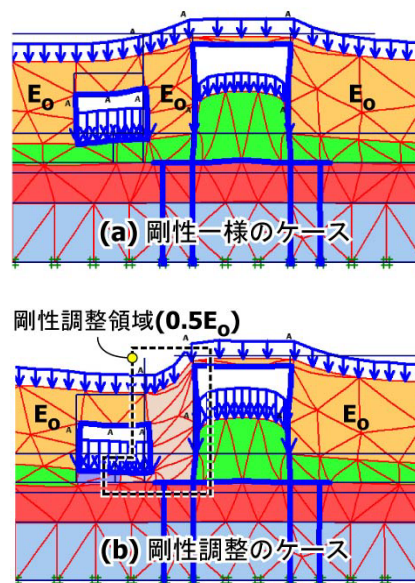 A A
E₀ A A E₀ A E₀
A A
(a) 剛性一様のケース
剛性調整領域(0.5E₀)
A A
E₀ A E₀
A
(b) 剛性調整のケース